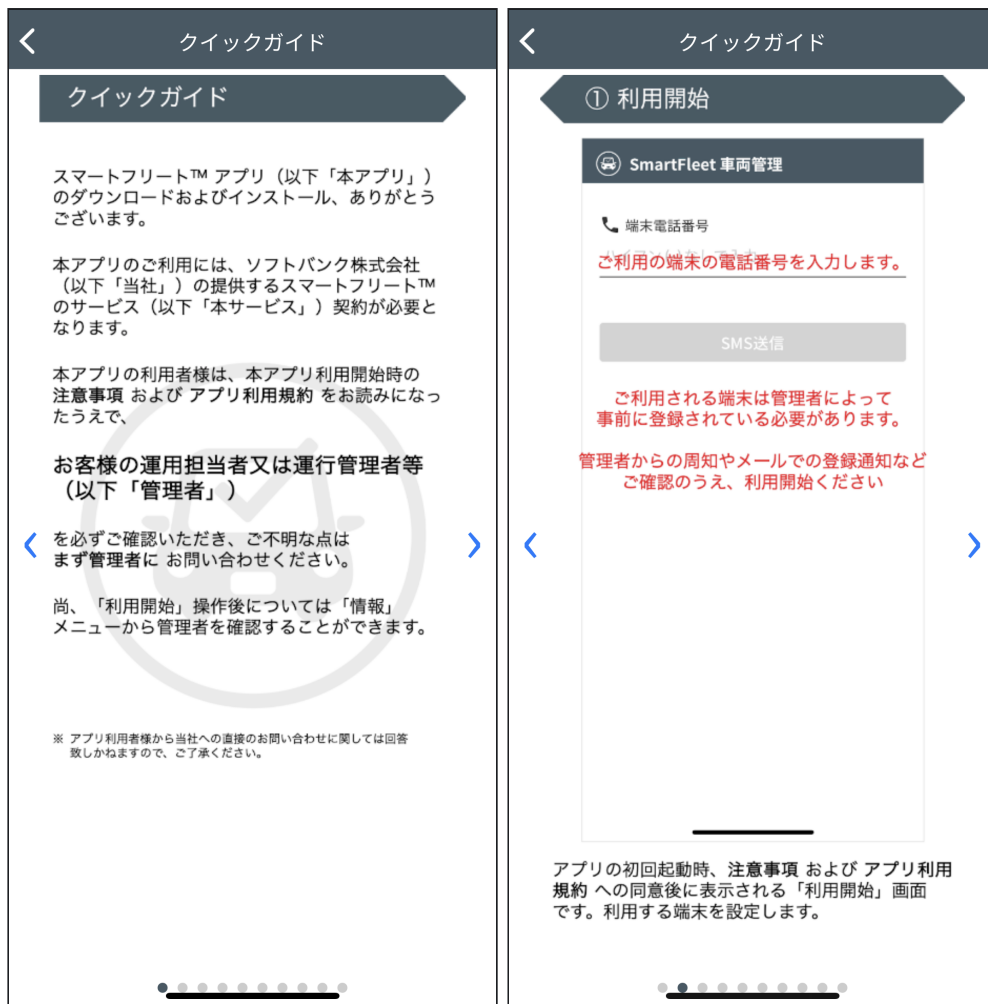 クイックガイド
クイックガイド
スマートフリート™ アプリ（以下「本アプリ」）
のダウンロードおよびインストール、ありがとう
ございます。
本アプリのご利用には、ソフトバンク株式会社
（以下「当社」）の提供するスマートフリート™
のサービス（以下「本サービス」）契約が必要と
なります。
本アプリの利用者様は、本アプリ利用開始時の
注意事項 および アプリ利用規約 をお読みになっ
たうえで、
お客様の運用担当者又は運行管理者等
（以下「管理者」）
を必ずご確認いただき、ご不明な点は
まず管理者に お問い合わせください。
尚、「利用開始」操作後については「情報」
メニューから管理者を確認することができます。
※ アプリ利用者様から当社への直接のお問い合わせに関しては回答
致しかねますので、ご了承ください。
クイックガイド
① 利用開始
SmartFleet 車両管理
端末電話番号
ご利用の端末の電話番号を入力します。
SMS送信
ご利用される端末は管理者によって
事前に登録されている必要があります。
管理者からの周知やメールでの登録通知など
ご確認のうえ、利用開始ください
アプリの初回起動時、注意事項 および アプリ利用
規約 への同意後に表示される「利用開始」画面
です。利用する端末を設定します。